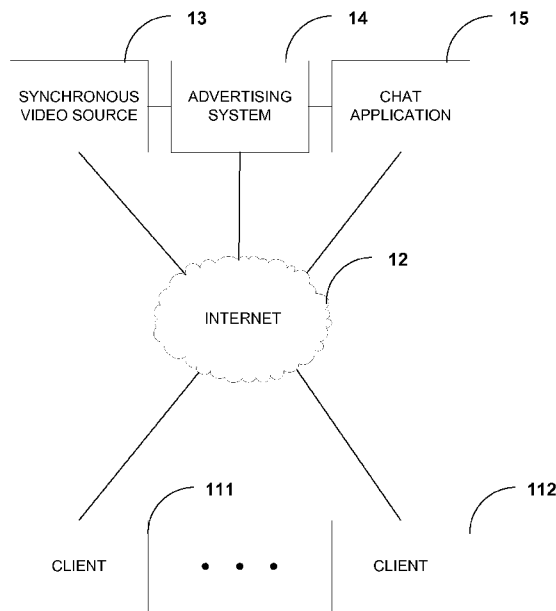 13
14
15
SYNCHRONOUS
VIDEO SOURCE
ADVERTISING
SYSTEM
CHAT
APPLICATION
12
INTERNET
111
112
CLIENT
CLIENT